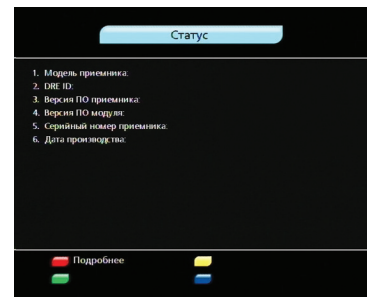 Статус
1. Модель приемника:
2. DRE ID:
3. Версия ПО приемника:
4. Версия ПО модуля:
5. Серийный номер приемника:
6. Дата производства:
Подробнее